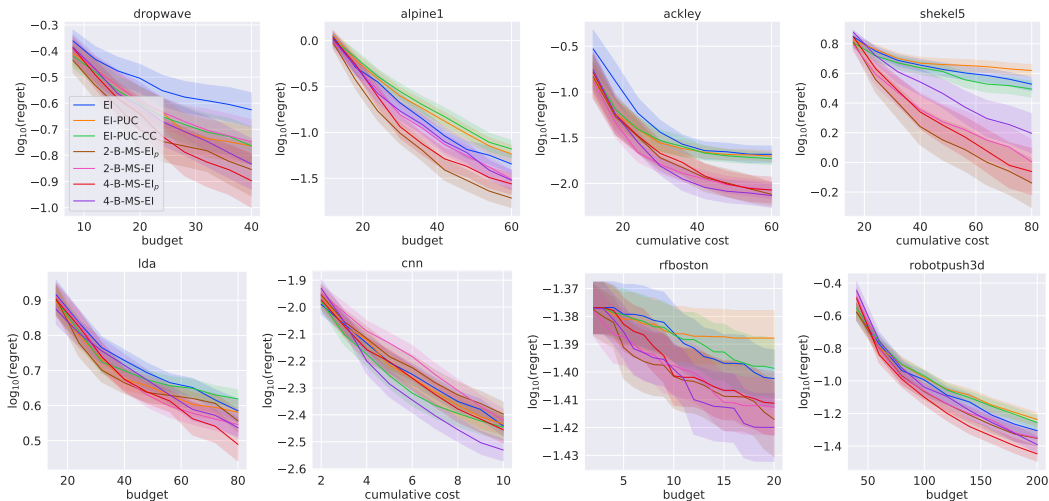 dropwave
−0.3
−0.4
−0.5
−0.6
−0.7
−0.8
−0.9
−1.0
log₁₀(regret)
EI
EI-PUC
EI-PUC-CC
2-B-MS-EIₚ
2-B-MS-EI
4-B-MS-EIₚ
4-B-MS-EI
10 20 30 40
budget
alpine1
0.0
−0.5
−1.0
−1.5
log₁₀(regret)
20 40 60
budget
ackley
−0.5
−1.0
−1.5
−2.0
log₁₀(regret)
20 40 60
cumulative cost
shekel5
0.8
0.6
0.4
0.2
0.0
−0.2
log₁₀(regret)
20 40 60 80
cumulative cost
lda
0.9
0.8
0.7
0.6
0.5
log₁₀(regret)
20 40 60 80
budget
cnn
−1.9
−2.0
−2.1
−2.2
−2.3
−2.4
−2.5
−2.6
log₁₀(regret)
2 4 6 8 10
cumulative cost
rfboston
−1.37
−1.38
−1.39
−1.40
−1.41
−1.42
−1.43
log₁₀(regret)
5 10 15 20
budget
robotpush3d
−0.4
−0.6
−0.8
−1.0
−1.2
−1.4
log₁₀(regret)
50 100 150 200
budget